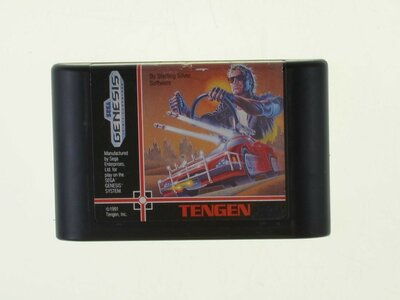 SEGA
GENESIS
By Sterling Silver
Software
Manufactured
by Sega
Enterprises,
Ltd. for
play on the
SEGA
GENESIS
SYSTEM.
©1991
Tengen, Inc.
TENGEN